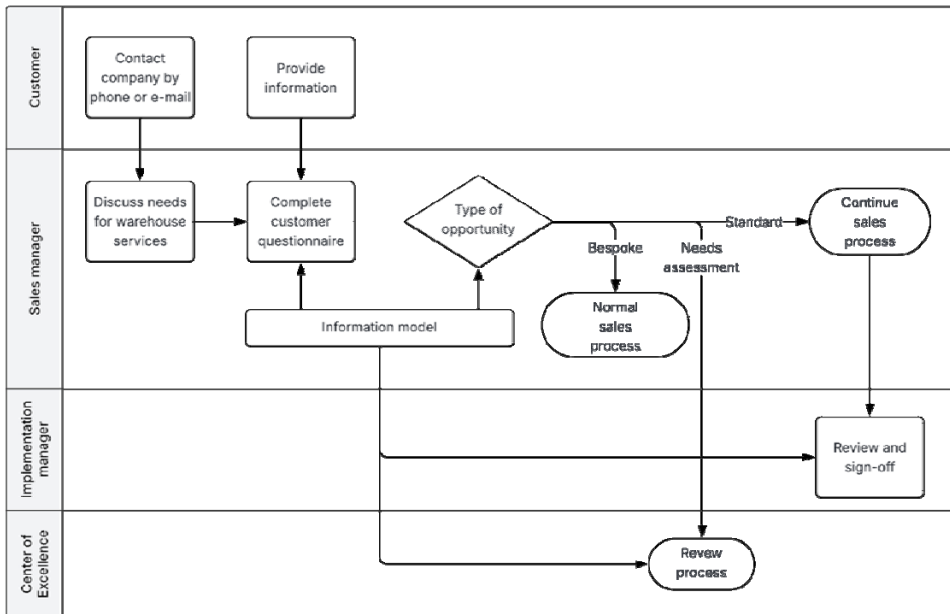 Customer
Contact
company by
phone or e-mail
Provide
information
Sales manager
Discuss needs
for warehouse
services
Complete
customer
questionnaire
Type of
opportunity
Bespoke
Needs
assessment
Standard
Continue
sales
process
Information model
Normal
sales
process
Implementation
manager
Review and
sign-off
Center of
Excellence
Revew
process